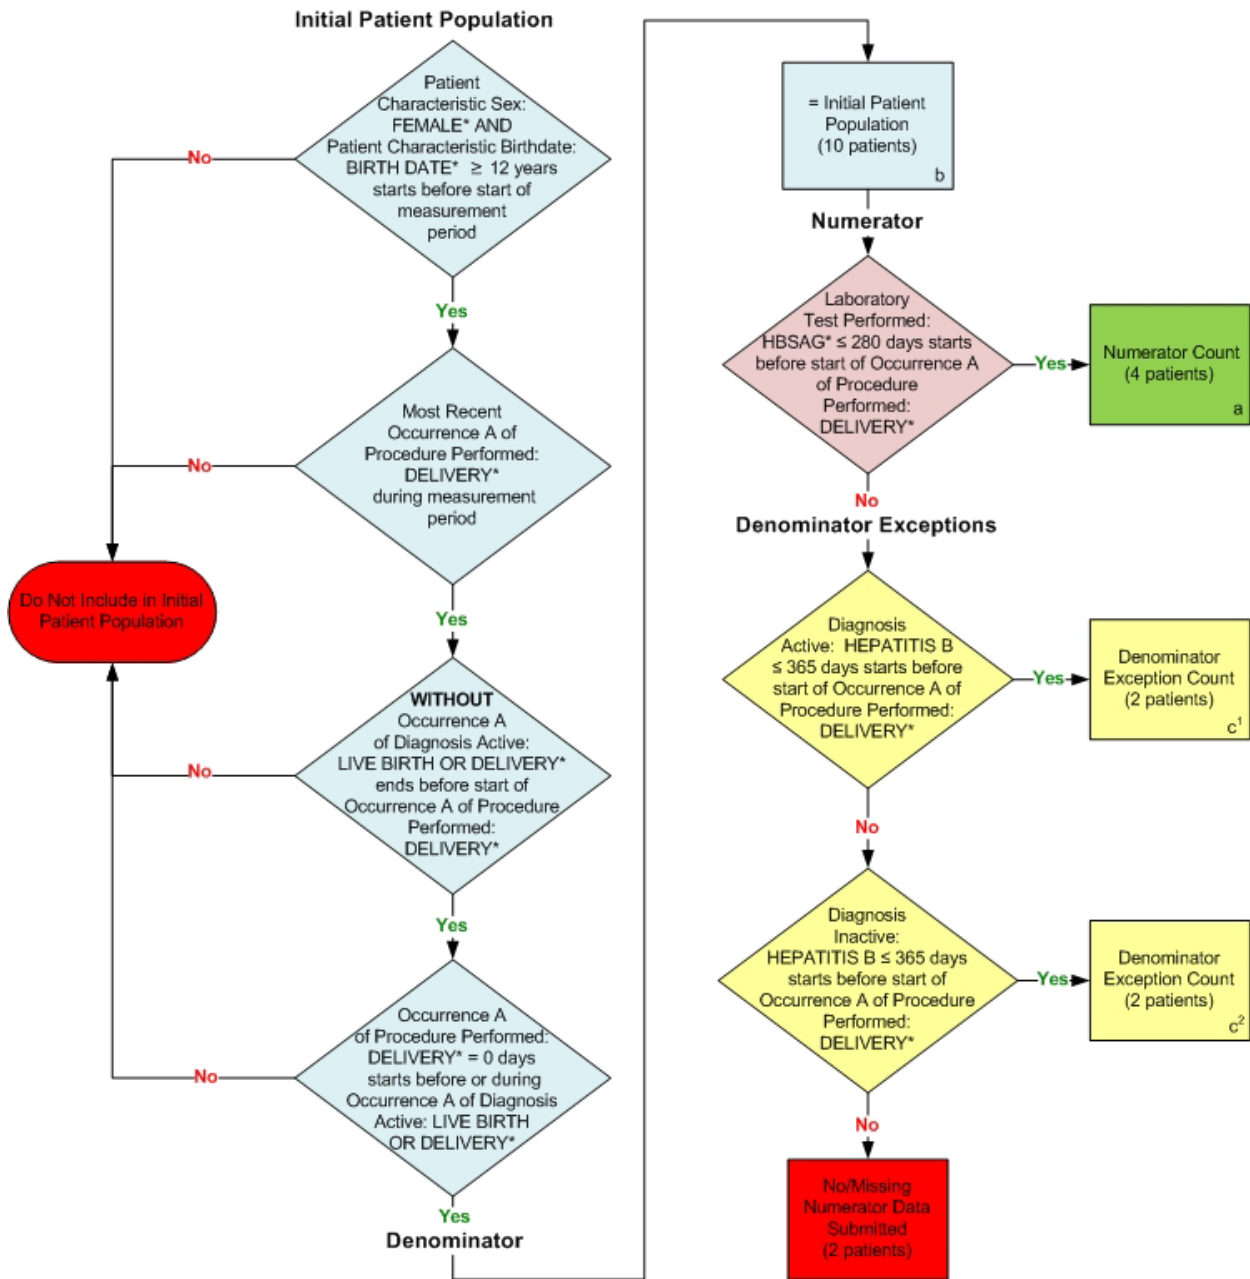 Initial Patient Population
Patient
Characteristic Sex:
FEMALE* AND
Patient Characteristic Birthdate:
BIRTH DATE* ≥ 12 years
starts before start of
measurement
period
No
Yes
Most Recent
Occurrence A of
Procedure Performed:
DELIVERY*
during measurement
period
No
Yes
Do Not Include in Initial
Patient Population
WITHOUT
Occurrence A
of Diagnosis Active:
LIVE BIRTH OR DELIVERY*
ends before start of
Occurrence A of Procedure
Performed:
DELIVERY*
No
Yes
Occurrence A
of Procedure Performed:
DELIVERY* = 0 days
starts before or during
Occurrence A of Diagnosis
Active: LIVE BIRTH
OR DELIVERY*
No
Yes
Denominator
= Initial Patient
Population
(10 patients)
b
Numerator
Laboratory
Test Performed:
HBSAG* ≤ 280 days starts
before start of Occurrence A
of Procedure
Performed:
DELIVERY*
Yes
Numerator Count
(4 patients)
a
No
Denominator Exceptions
Diagnosis
Active: HEPATITIS B
≤ 365 days starts before
start of Occurrence A of
Procedure Performed:
DELIVERY*
Yes
Denominator
Exception Count
(2 patients)
c¹
No
Diagnosis
Inactive:
HEPATITIS B ≤ 365 days
starts before start of
Occurrence A of Procedure
Performed:
DELIVERY*
Yes
Denominator
Exception Count
(2 patients)
c²
No
No/Missing
Numerator Data
Submitted
(2 patients)